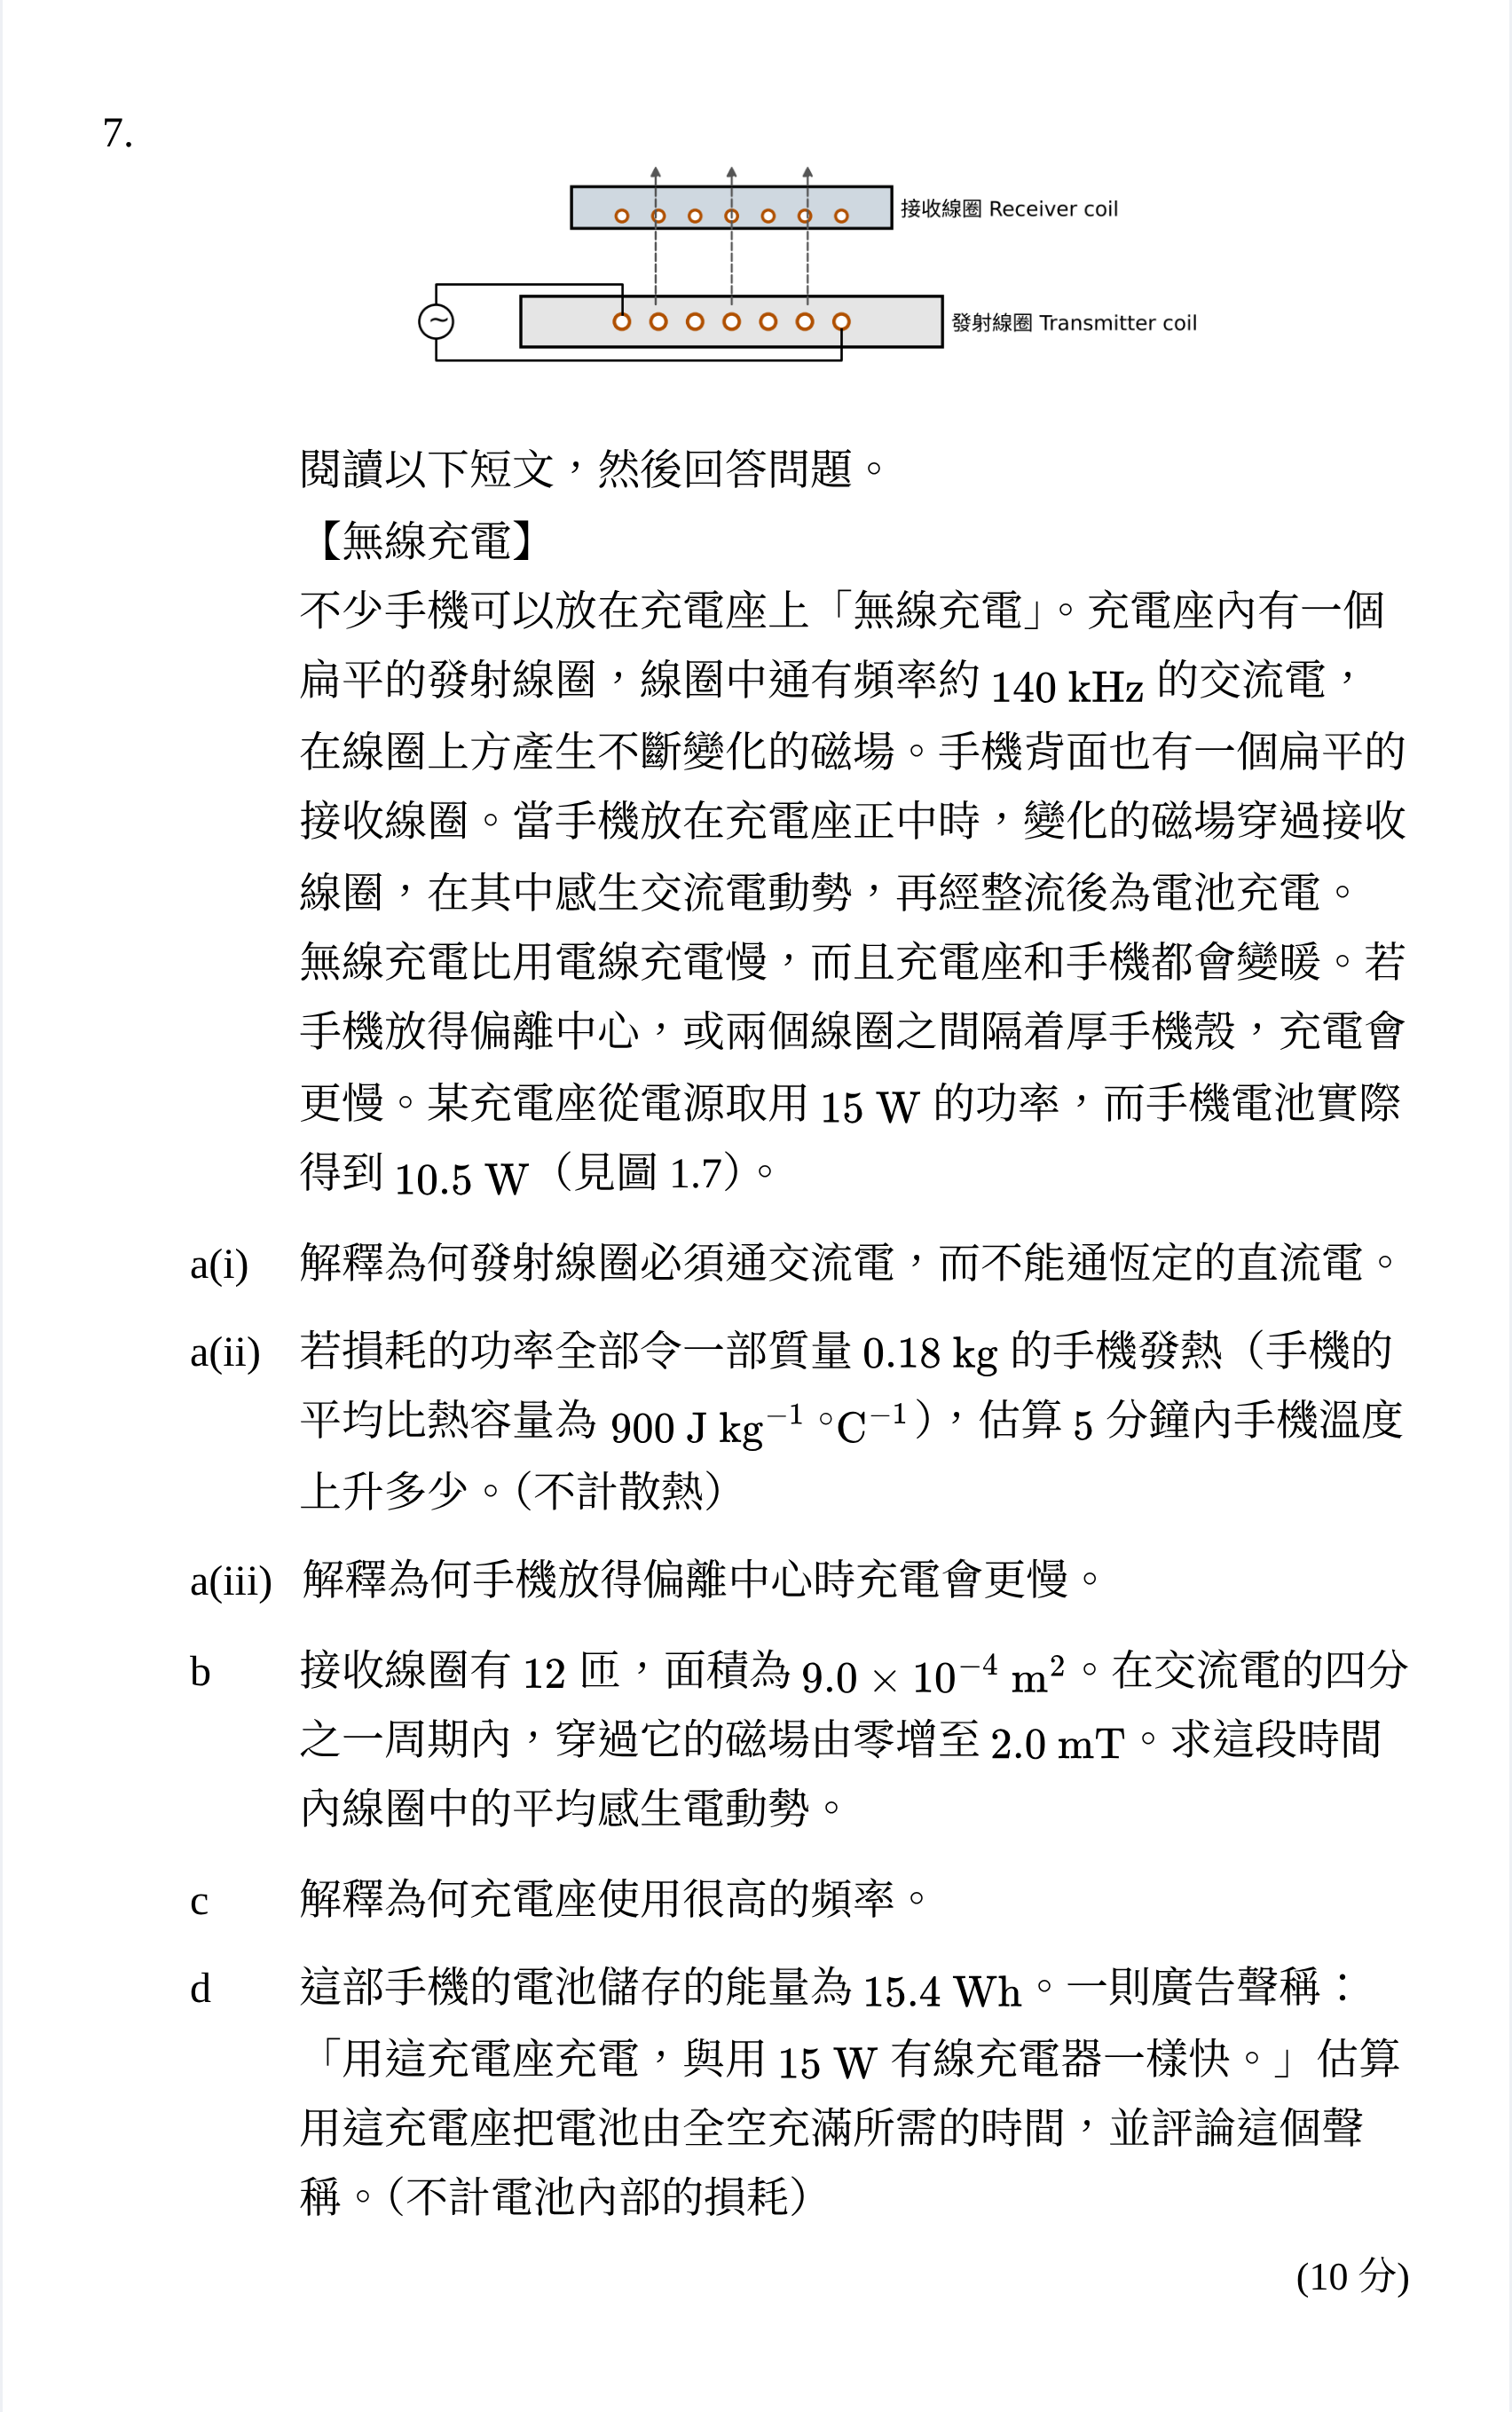 7.
接收線圈 Receiver coil
~
發射線圈 Transmitter coil
閱讀以下短文，然後回答問題。
【無線充電】
不少手機可以放在充電座上「無線充電」。充電座內有一個
扁平的發射線圈，線圈中通有頻率約 140 kHz 的交流電，
在線圈上方產生不斷變化的磁場。手機背面也有一個扁平的
接收線圈。當手機放在充電座正中時，變化的磁場穿過接收
線圈，在其中感生交流電動勢，再經整流後為電池充電。
無線充電比用電線充電慢，而且充電座和手機都會變暖。若
手機放得偏離中心，或兩個線圈之間隔着厚手機殼，充電會
更慢。某充電座從電源取用 15 W 的功率，而手機電池實際
得到 10.5 W（見圖 1.7）。
a(i) 解釋為何發射線圈必須通交流電，而不能通恆定的直流電。
a(ii) 若損耗的功率全部令一部質量 0.18 kg 的手機發熱（手機的
平均比熱容量為 900 J kg⁻¹ °C⁻¹），估算 5 分鐘內手機溫度
上升多少。（不計散熱）
a(iii) 解釋為何手機放得偏離中心時充電會更慢。
b 接收線圈有 12 匝，面積為 9.0 × 10⁻⁴ m²。在交流電的四分
之一周期內，穿過它的磁場由零增至 2.0 mT。求這段時間
內線圈中的平均感生電動勢。
c 解釋為何充電座使用很高的頻率。
d 這部手機的電池儲存的能量為 15.4 Wh。一則廣告聲稱：
「用這充電座充電，與用 15 W 有線充電器一樣快。」估算
用這充電座把電池由全空充滿所需的時間，並評論這個聲
稱。（不計電池內部的損耗）
(10 分)